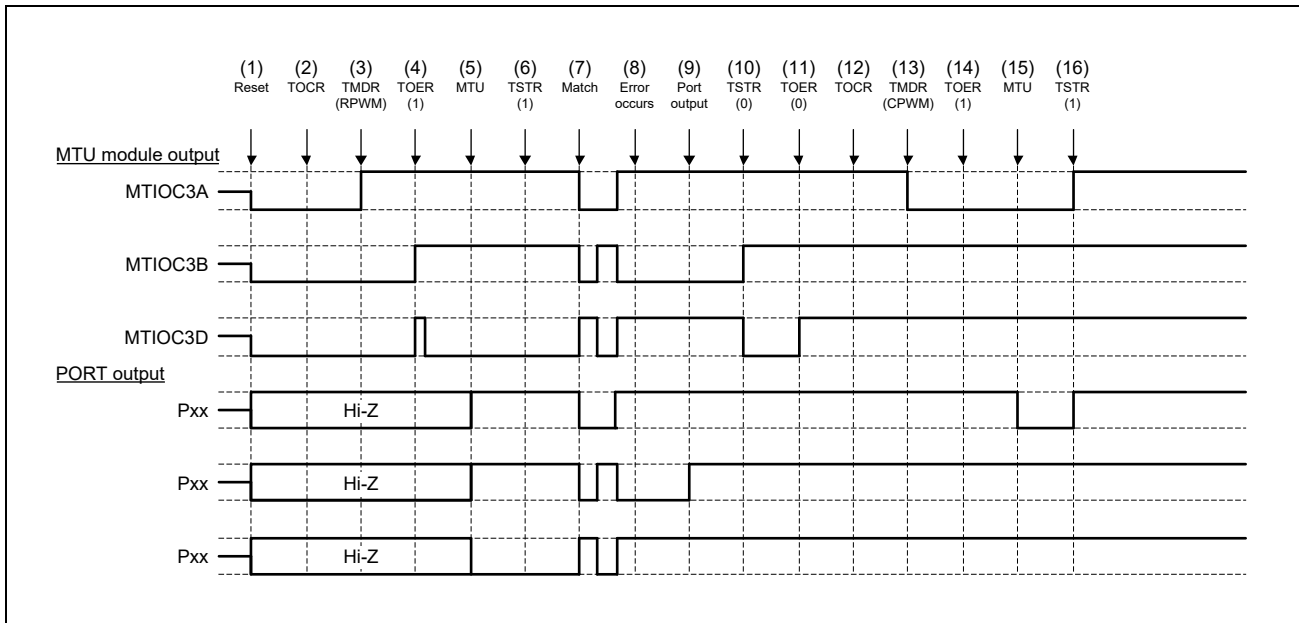 (1) (2) (3) (4) (5) (6) (7) (8) (9) (10) (11) (12) (13) (14) (15) (16)
Reset TOCR TMDR TOER MTU TSTR Match Error Port TSTR TOER TOCR TMDR TOER MTU TSTR
(RPWM) (1) (1) occurs output (0) (0) (CPWM) (1) (1)
MTU module output
MTIOC3A
MTIOC3B
MTIOC3D
PORT output
Pxx Hi-Z
Pxx Hi-Z
Pxx Hi-Z